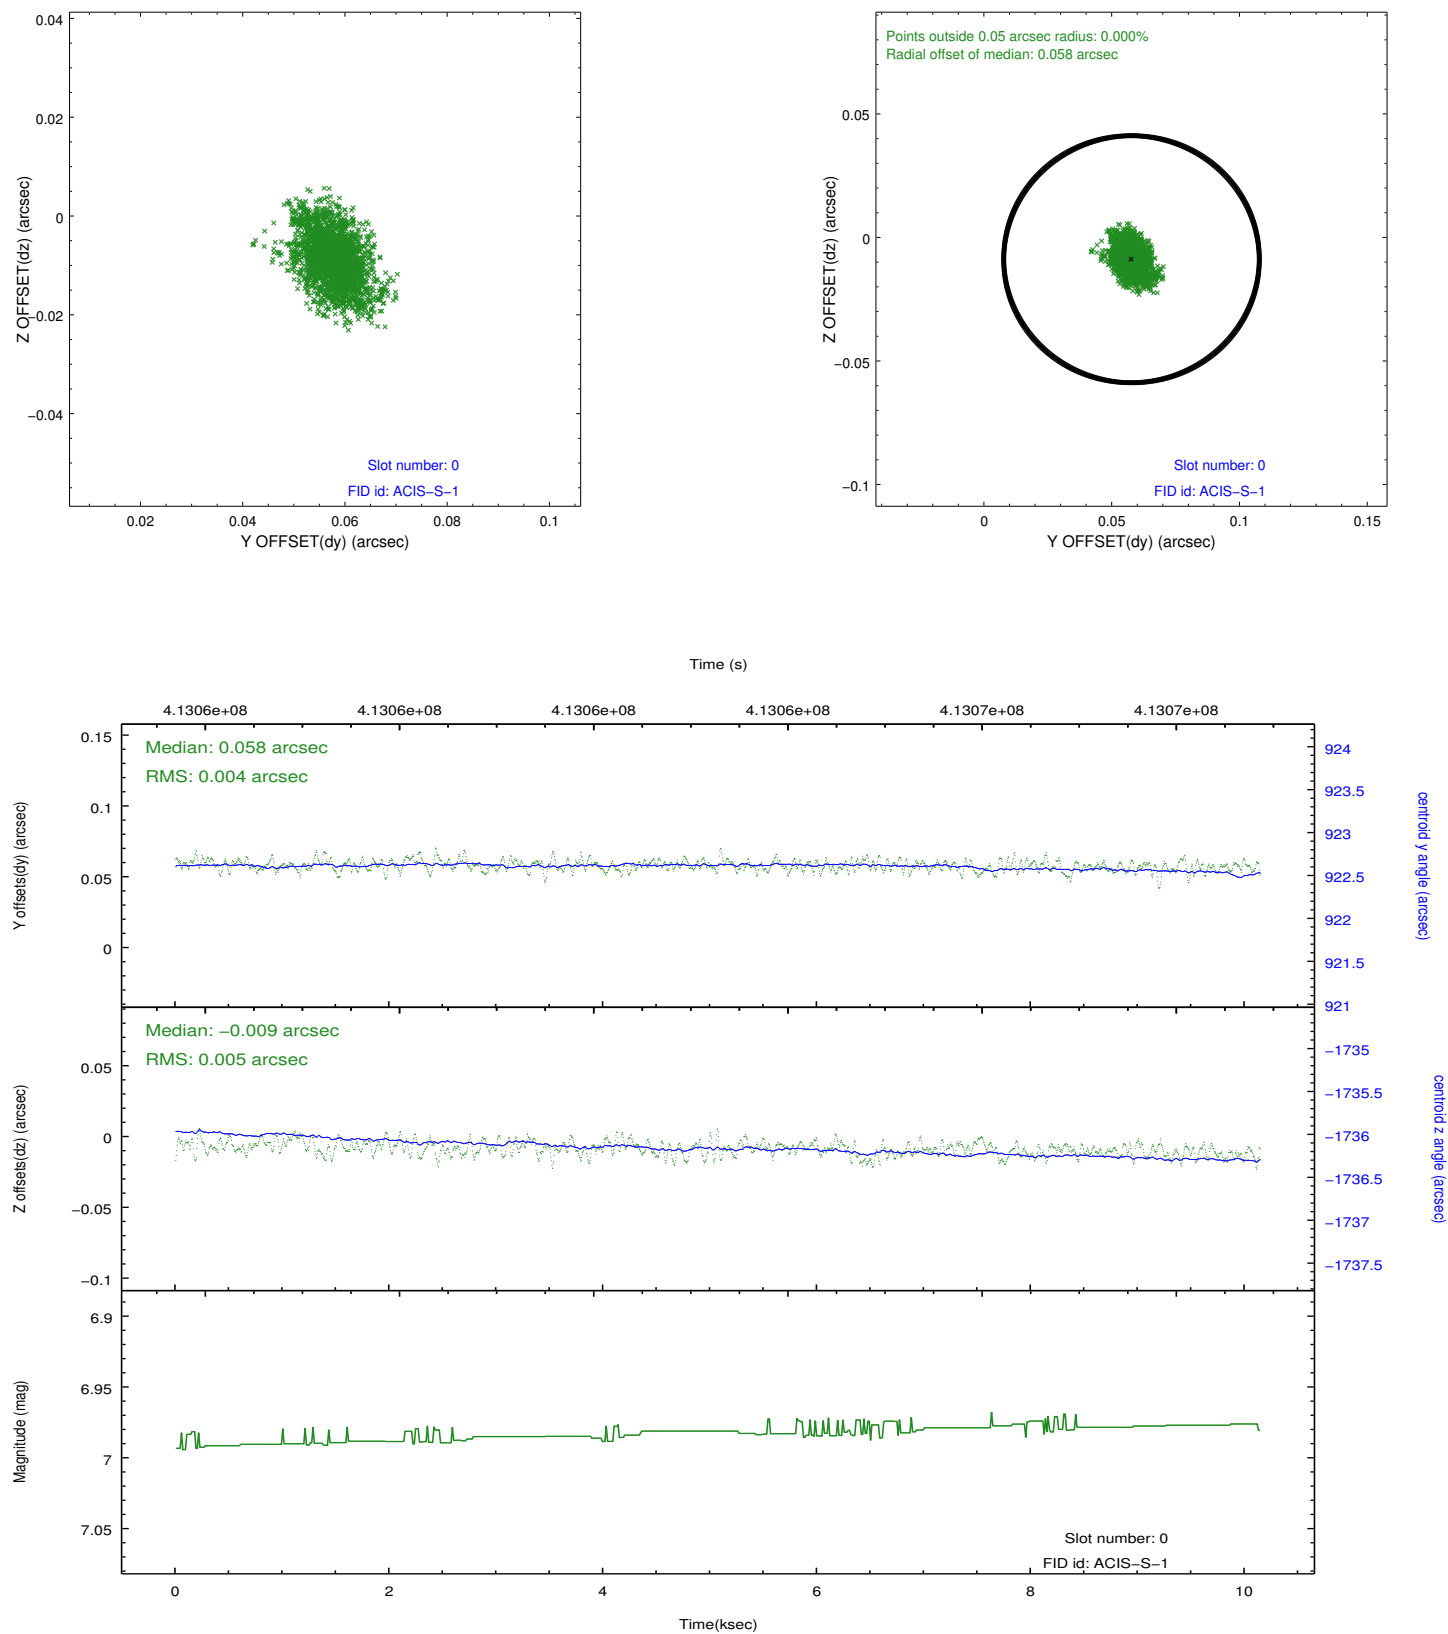 0.04
0.02
0
−0.02
−0.04
Z OFFSET(dz) (arcsec)
Slot number: 0
FID id: ACIS−S−1
0.02 0.04 0.06 0.08 0.1
Y OFFSET(dy) (arcsec)
Points outside 0.05 arcsec radius: 0.000%
Radial offset of median: 0.058 arcsec
0.05
0
−0.05
−0.1
Z OFFSET(dz) (arcsec)
Slot number: 0
FID id: ACIS−S−1
0 0.05 0.1 0.15
Y OFFSET(dy) (arcsec)
Time (s)
4.1306e+08 4.1306e+08 4.1306e+08 4.1306e+08 4.1307e+08 4.1307e+08
Median: 0.058 arcsec
RMS: 0.004 arcsec
0.15
0.1
0.05
0
Y offsets(dy) (arcsec)
924
923.5
923
922.5
922
921.5
921
centroid y angle (arcsec)
Median: −0.009 arcsec
RMS: 0.005 arcsec
0.05
0
−0.05
−0.1
Z offsets(dz) (arcsec)
−1735
−1735.5
−1736
−1736.5
−1737
−1737.5
centroid z angle (arcsec)
6.9
6.95
7
7.05
Magnitude (mag)
Slot number: 0
FID id: ACIS−S−1
0 2 4 6 8 10
Time(ksec)